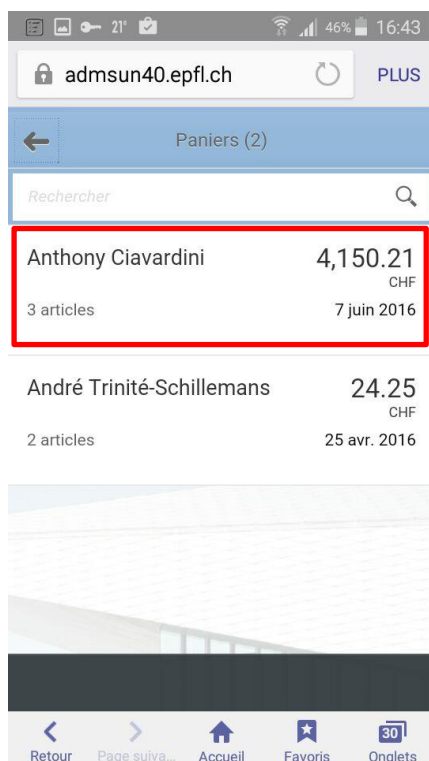 21° 46% 16:43
admsun40.epfl.ch PLUS
Paniers (2)
Rechercher
Anthony Ciavardini 4,150.21
CHF
3 articles 7 juin 2016
André Trinité-Schillemans 24.25
CHF
2 articles 25 avr. 2016
30
Retour Page suiva... Accueil Favoris Onglets